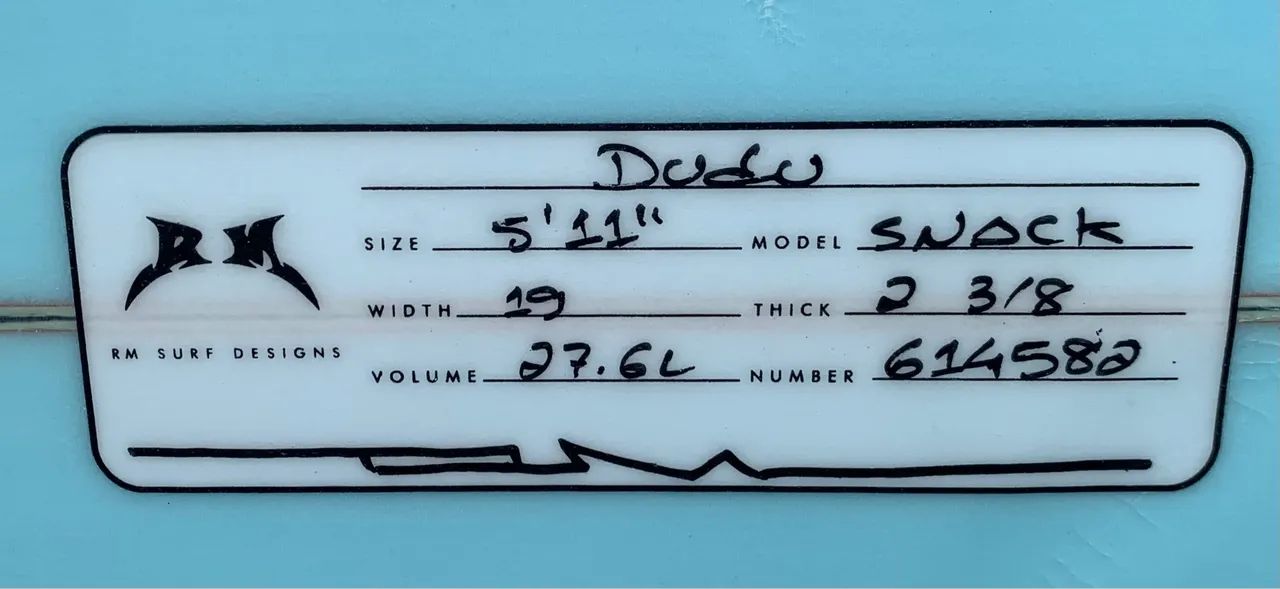 Dudu
SIZE 5'11" MODEL SNACK
RM
WIDTH 19 THICK 2 3/8
RM SURF DESIGNS
VOLUME 27.6L NUMBER 614582